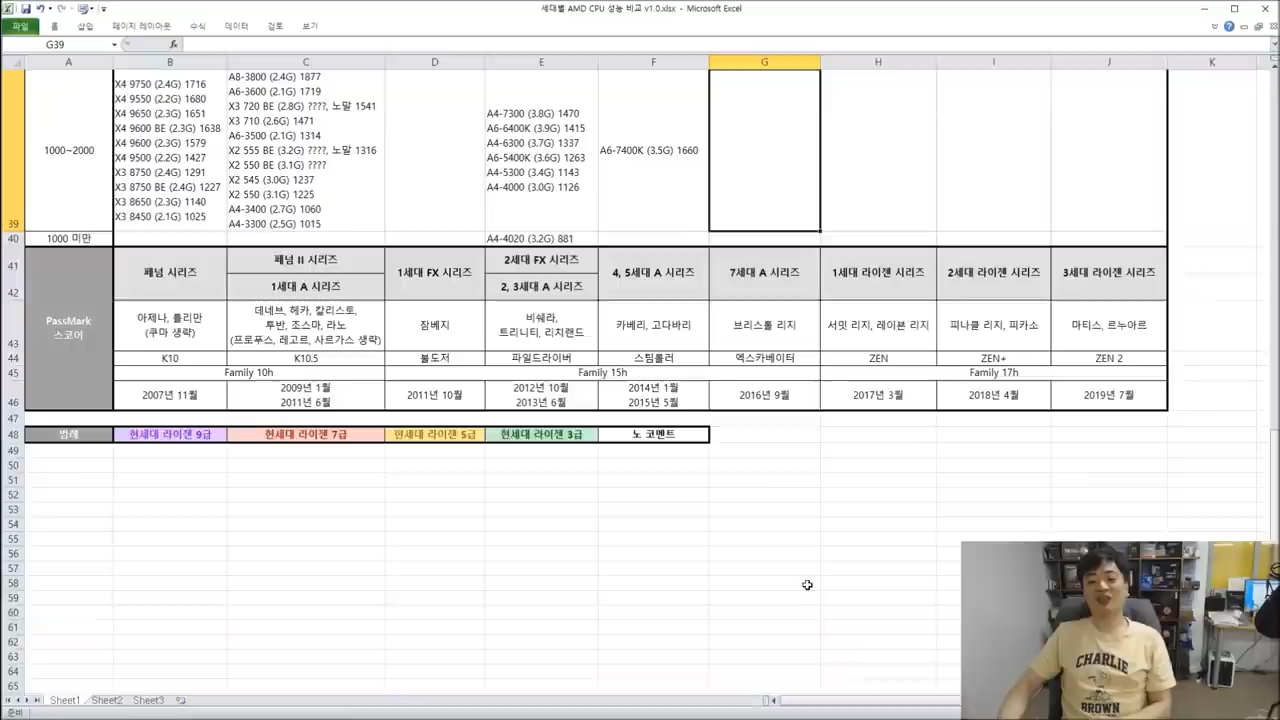 세대별 AMD CPU 성능 비교 v1.0.xlsx - Microsoft Excel
파일 홈 삽입 페이지 레이아웃 수식 데이터 검토 보기
G39 fx
A B C D E F G H I J K
1000~2000
X4 9750 (2.4G) 1716
X4 9550 (2.2G) 1680
X4 9650 (2.3G) 1651
X4 9600 BE (2.3G) 1638
X4 9600 (2.3G) 1579
X4 9500 (2.2G) 1427
X3 8750 (2.4G) 1291
X3 8750 BE (2.4G) 1227
X3 8650 (2.3G) 1140
X3 8450 (2.1G) 1025
A8-3800 (2.4G) 1877
A6-3600 (2.1G) 1719
X3 720 BE (2.8G) ????, 노말 1541
X3 710 (2.6G) 1471
A6-3500 (2.1G) 1314
X2 555 BE (3.2G) ????, 노말 1316
X2 550 BE (3.1G) ????
X2 545 (3.0G) 1237
X2 550 (3.1G) 1225
A4-3400 (2.7G) 1060
A4-3300 (2.5G) 1015
A4-7300 (3.8G) 1470
A6-6400K (3.9G) 1415
A4-6300 (3.7G) 1337
A6-5400K (3.6G) 1263
A4-5300 (3.4G) 1143
A4-4000 (3.0G) 1126
A6-7400K (3.5G) 1660
39
40 1000 미만 A4-4020 (3.2G) 881
41
42
43
44
45
46
PassMark
스코어
페넘 시리즈
페넘 II 시리즈
1세대 A 시리즈
1세대 FX 시리즈
2세대 FX 시리즈
2, 3세대 A 시리즈
4, 5세대 A 시리즈
7세대 A 시리즈
1세대 라이젠 시리즈
2세대 라이젠 시리즈
3세대 라이젠 시리즈
아제나, 톨리만
(쿠마 생략)
데네브, 헤카, 칼리스토,
투반, 조스마, 라노
(프로푸스, 레고르, 사르가스 생략)
잠베지
비쉐라,
트리니티, 리치랜드
카베리, 고다바리
브리스톨 리지
서밋 리지, 레이븐 리지
피나클 리지, 피카소
마티스, 르누아르
K10 K10.5 불도저 파일드라이버 스팀롤러 엑스카베이터 ZEN ZEN+ ZEN 2
Family 10h Family 15h Family 17h
2007년 11월
2009년 1월
2011년 6월
2011년 10월
2012년 10월
2013년 6월
2014년 1월
2015년 5월
2016년 9월
2017년 3월
2018년 4월
2019년 7월
47
48 범례 현세대 라이젠 9급 현세대 라이젠 7급 현세대 라이젠 5급 현세대 라이젠 3급 노 코멘트
49
50
51
52
53
54
55
56
57
58
59
60
61
62
63
64
65
CHARLIE
BROWN
Sheet1 Sheet2 Sheet3
준비